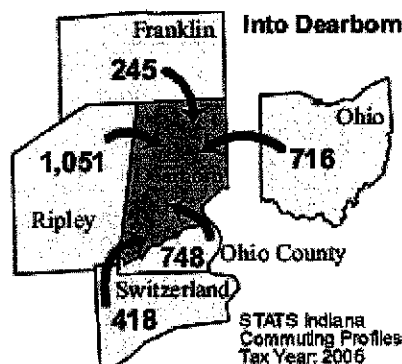 Franklin
Into Dearborn
245
Ohio
1,051
716
Ripley
748
Ohio County
Switzerland
418
STATS Indiana
Commuting Profiles
Tax Year: 2006